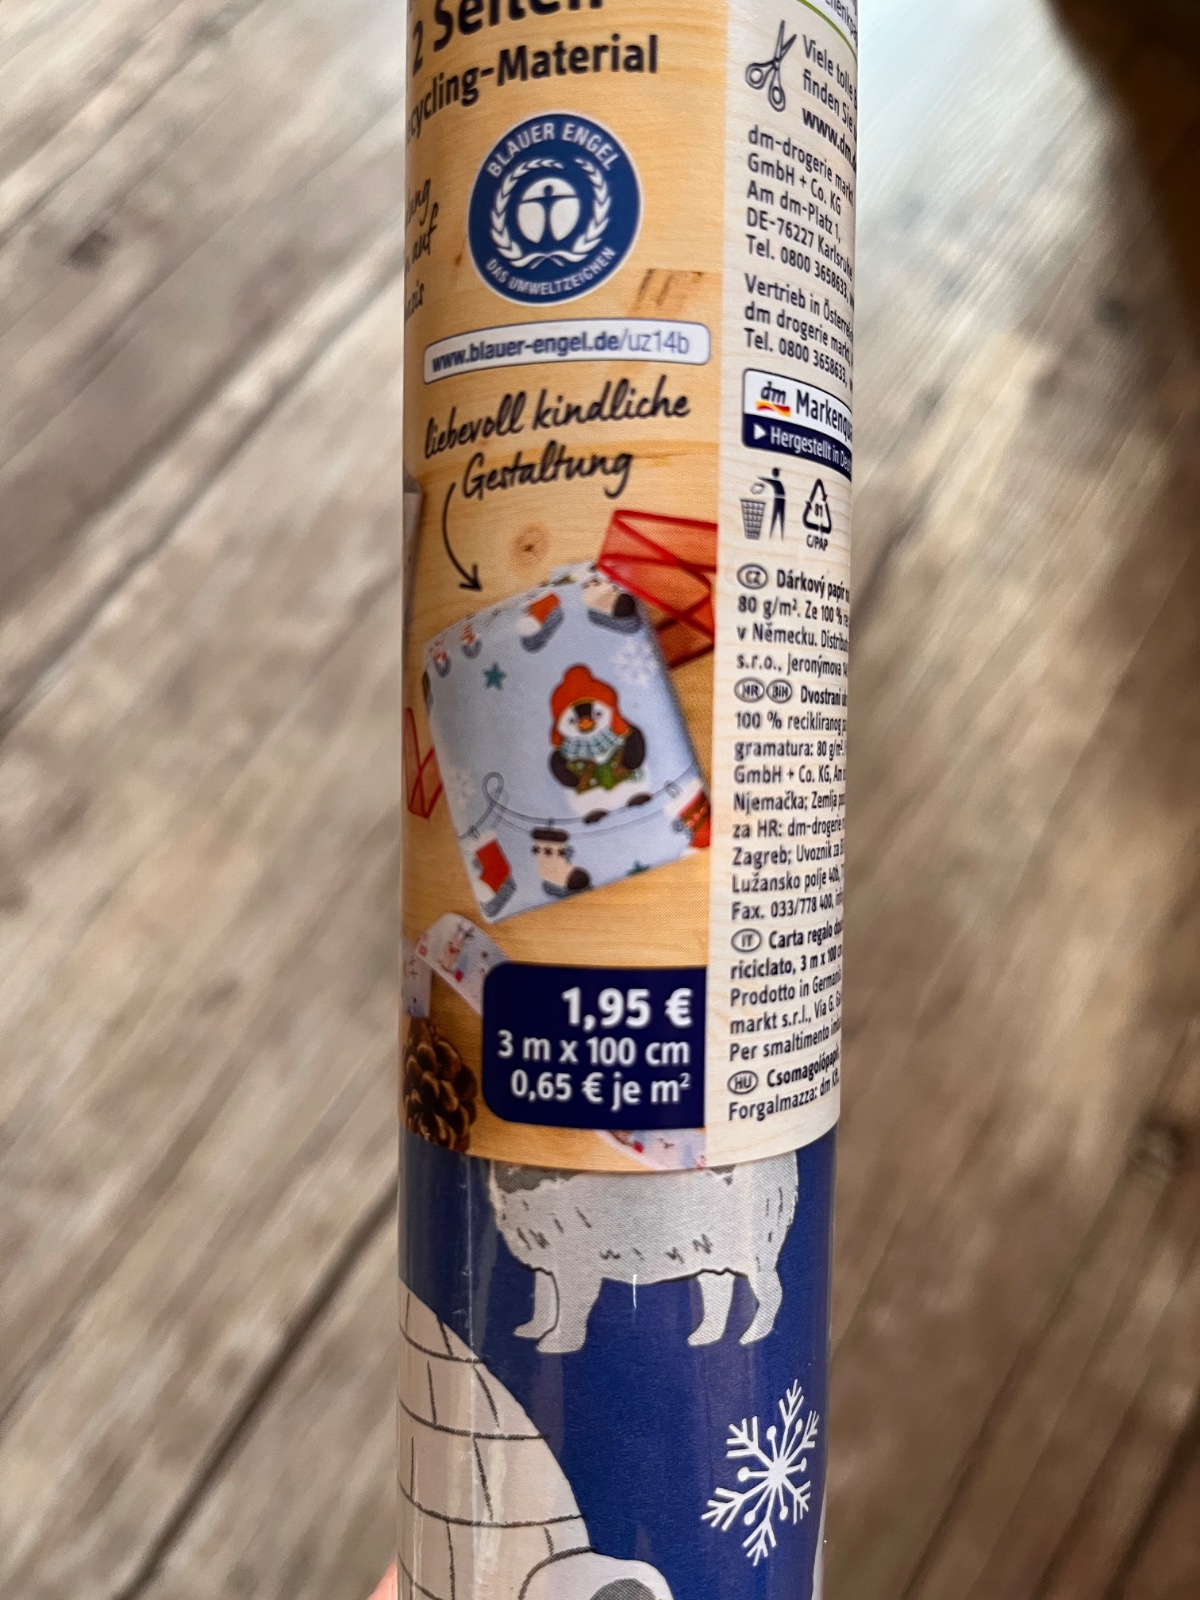 2 Seiten
cycling-Material
BLAUER ENGEL
DAS UMWELTZEICHEN
auf
www.blauer-engel.de/uz14b
liebevoll kindliche
Gestaltung
1,95 €
3 m x 100 cm
0,65 € je m²
Viele tolle
finden Sie
www.dm.
dm-drogerie markt
GmbH + Co. KG
Am dm-Platz 1,
DE-76227 Karlsruhe
Tel. 0800 3658633,
Vertrieb in Österrei
dm drogerie markt
Tel. 0800 3658633,
dm Markenqu
Hergestellt in Deu
81
C/PAP
CZ Dárkový papír
80 g/m². Ze 100 %
v Německu. Distrib
s.r.o., Jeronýmova
HR BiH Dvostrani
100 % recikliranog
gramatura: 80 g/m²
GmbH + Co. KG, Am
Njemačka; Zemlja
za HR: dm-drogerie
Zagreb; Uvoznik za
Lužansko polje
Fax. 033/778 400,
IT Carta regalo
riciclato, 3 m x 100 cm
Prodotto in Germani
markt s.r.l., Via G.
Per smaltimento
HU Csomagolópapír
Forgalmazza: dm Kft.